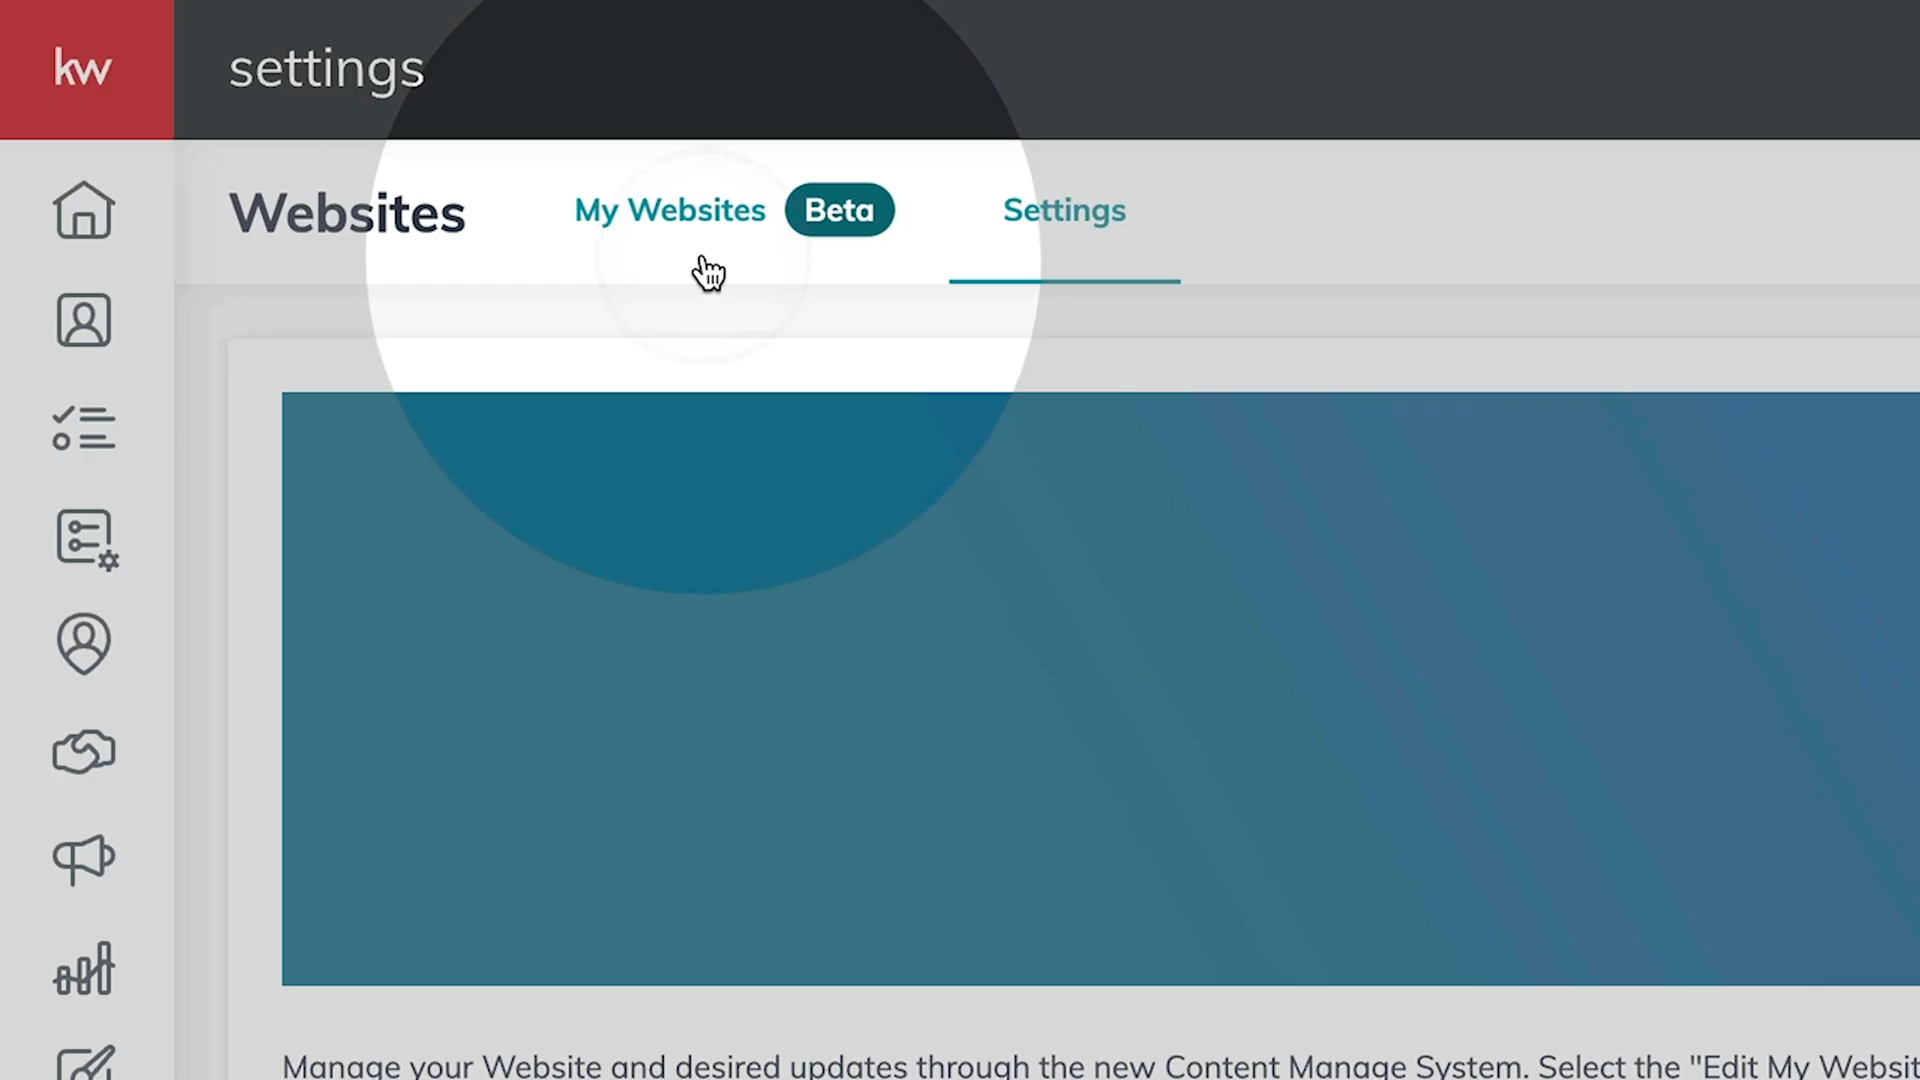 kw
settings
Websites
My Websites Beta
Settings
Manage your Website and desired updates through the new Content Manage System. Select the "Edit My Websit